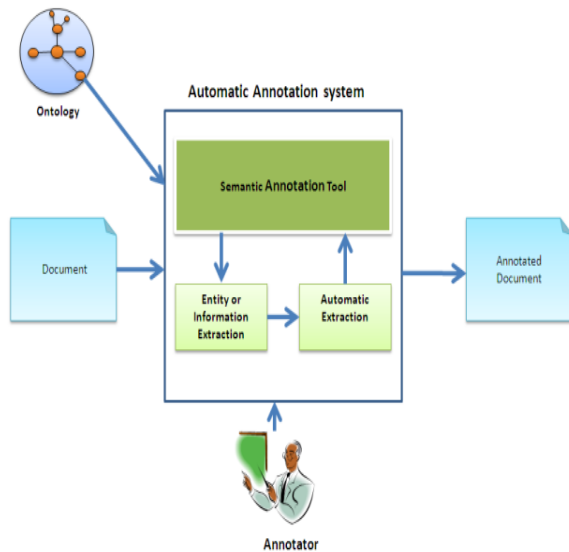 Ontology
Automatic Annotation system
Semantic Annotation Tool
Document
Entity or
Information
Extraction
Automatic
Extraction
Annotated
Document
Annotator